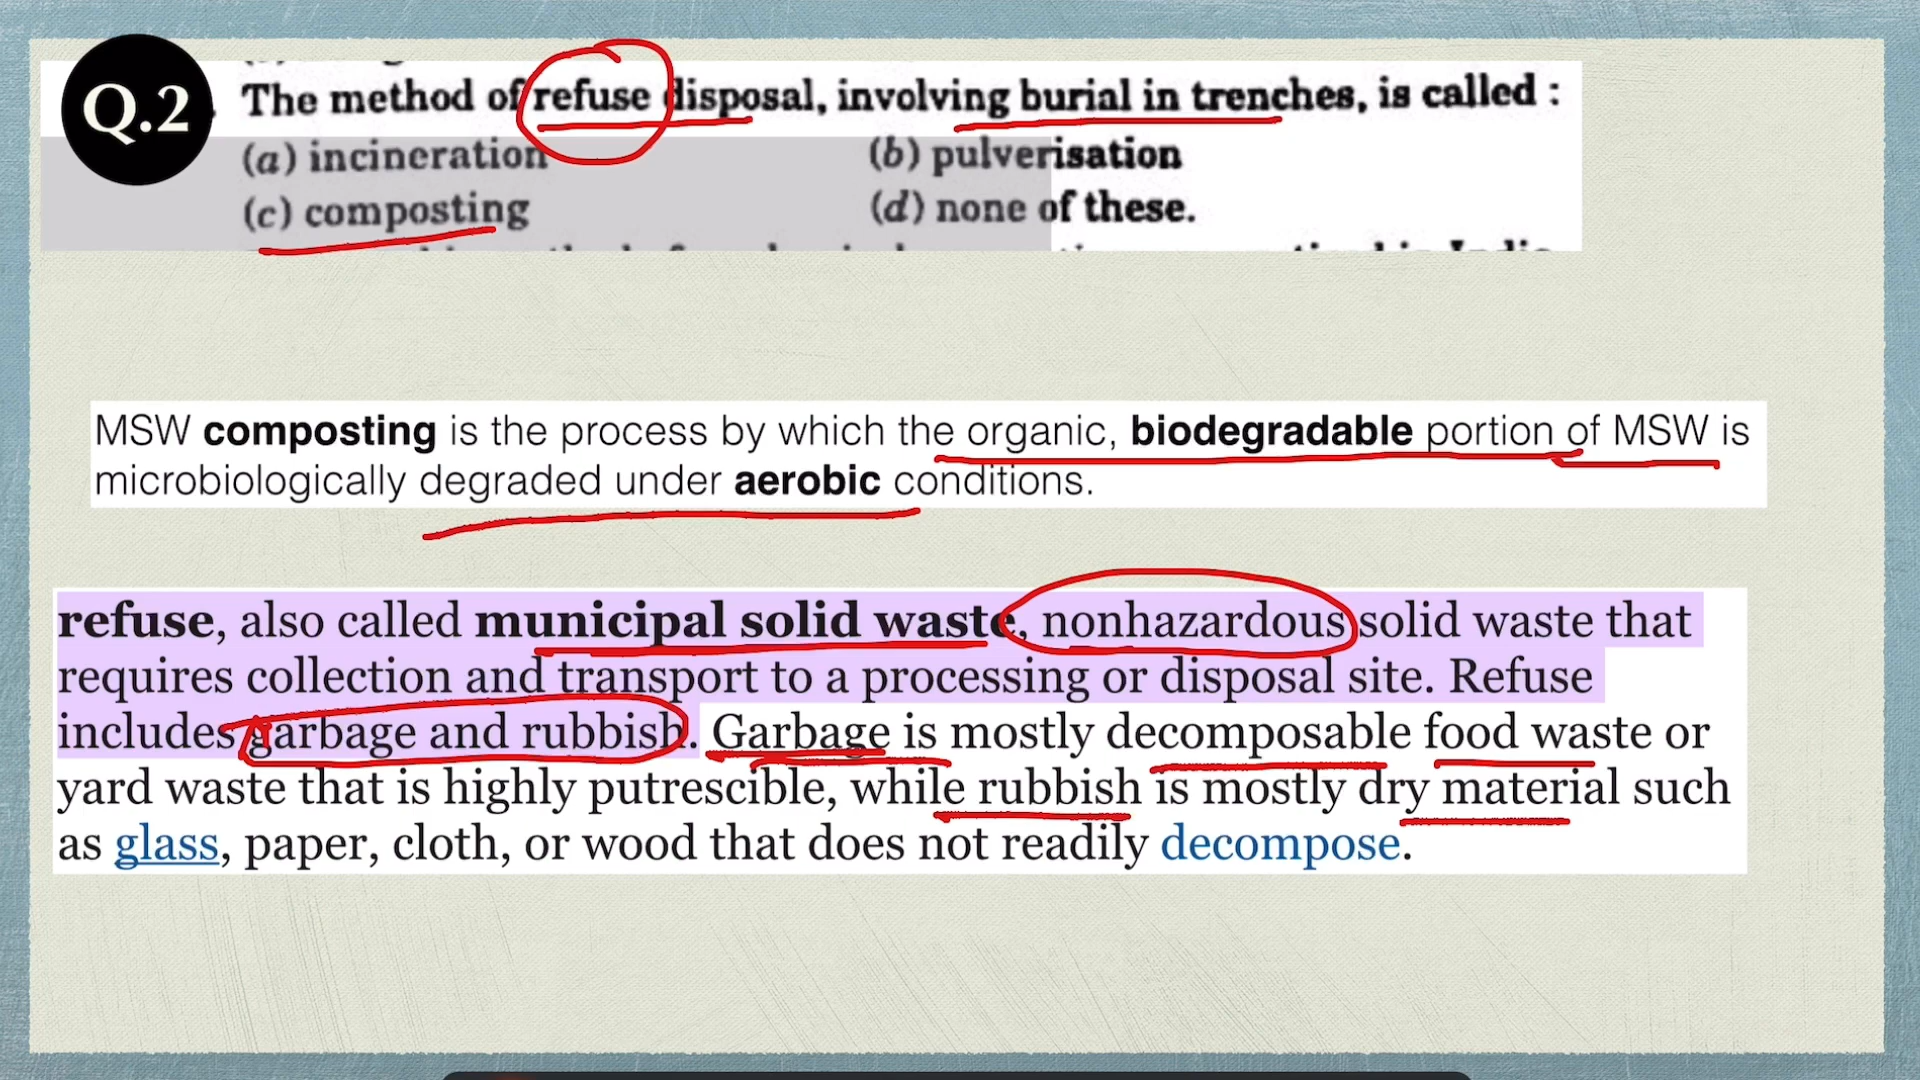 Q.2
The method of refuse disposal, involving burial in trenches, is called :
(a) incineration (b) pulverisation
(c) composting (d) none of these.
MSW composting is the process by which the organic, biodegradable portion of MSW is
microbiologically degraded under aerobic conditions.
refuse, also called municipal solid waste, nonhazardous solid waste that
requires collection and transport to a processing or disposal site. Refuse
includes garbage and rubbish. Garbage is mostly decomposable food waste or
yard waste that is highly putrescible, while rubbish is mostly dry material such
as glass, paper, cloth, or wood that does not readily decompose.